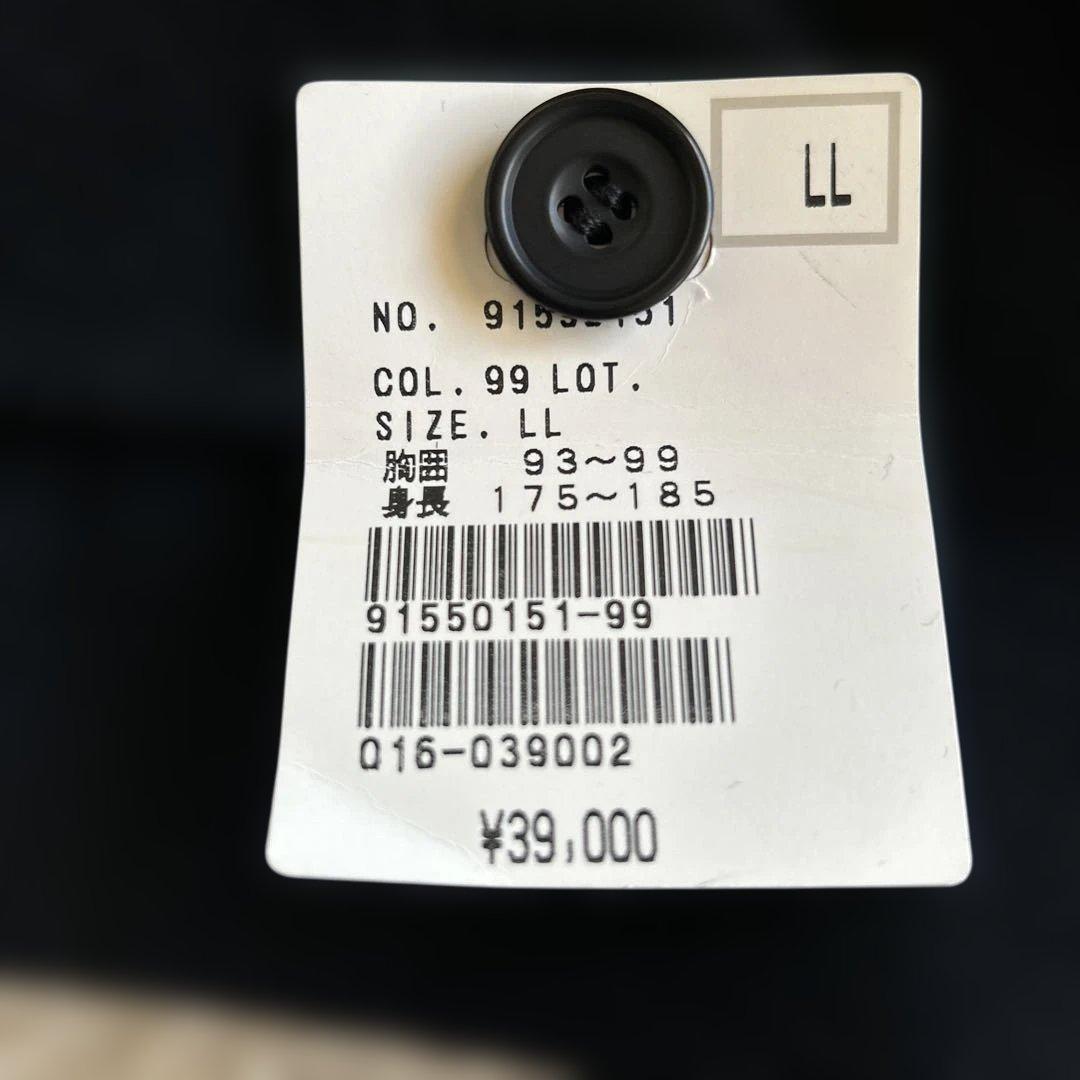 LL
NO. 91550151
COL. 99 LOT.
SIZE. LL
胸囲 93〜99
身長 175〜185
91550151-99
Q16-039002
¥39,000